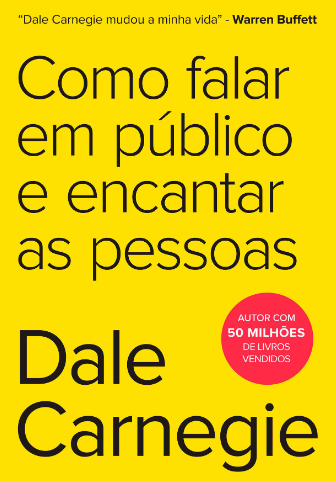 “Dale Carnegie mudou a minha vida” - Warren Buffett
Como falar
em público
e encantar
as pessoas
AUTOR COM
50 MILHÕES
DE LIVROS
VENDIDOS
Dale
Carnegie